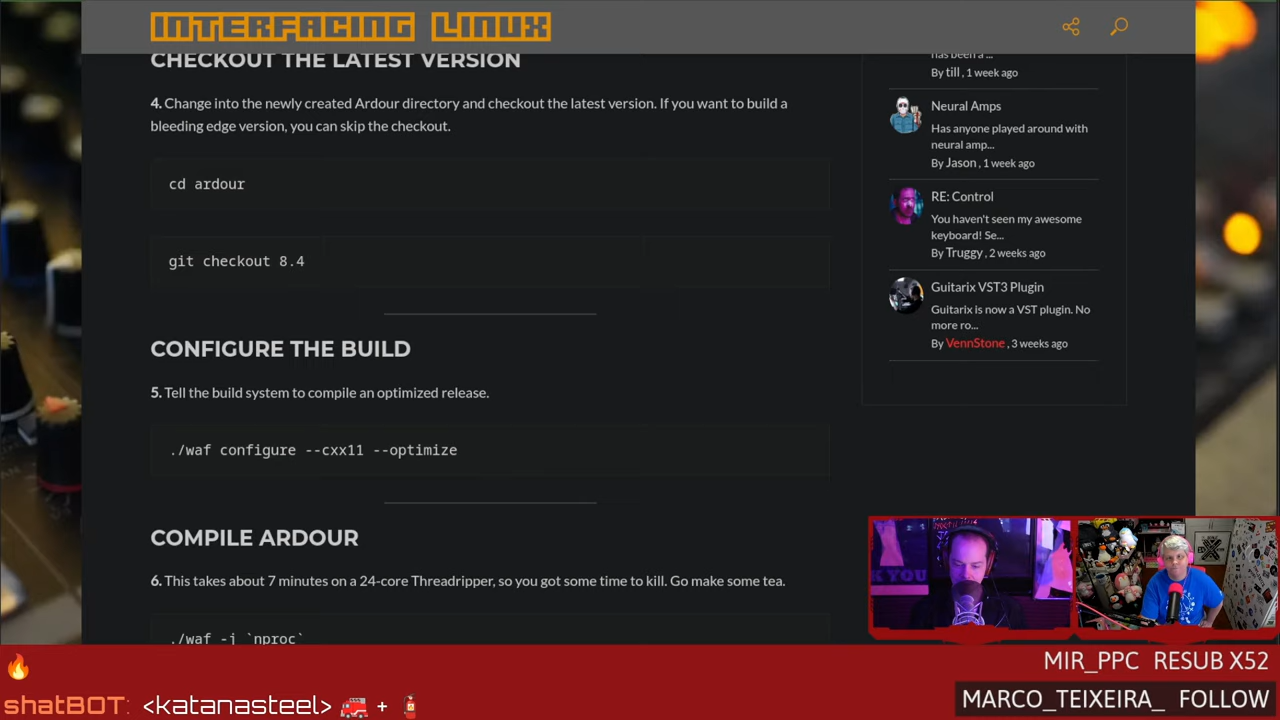 INTERFACING LINUX
CHECKOUT THE LATEST VERSION
4. Change into the newly created Ardour directory and checkout the latest version. If you want to build a
bleeding edge version, you can skip the checkout.
cd ardour
git checkout 8.4
CONFIGURE THE BUILD
5. Tell the build system to compile an optimized release.
./waf configure --cxx11 --optimize
COMPILE ARDOUR
6. This takes about 7 minutes on a 24-core Threadripper, so you got some time to kill. Go make some tea.
./waf -j `nproc`
has been a ...
By till , 1 week ago
Neural Amps
Has anyone played around with
neural amp...
By Jason , 1 week ago
RE: Control
You haven't seen my awesome
keyboard! Se...
By Truggy , 2 weeks ago
Guitarix VST3 Plugin
Guitarix is now a VST plugin. No
more ro...
By VennStone , 3 weeks ago
MIR_PPC RESUB X52
shatBOT: <katanasteel> 🚒 + 🧯
MARCO_TEIXEIRA_ FOLLOW